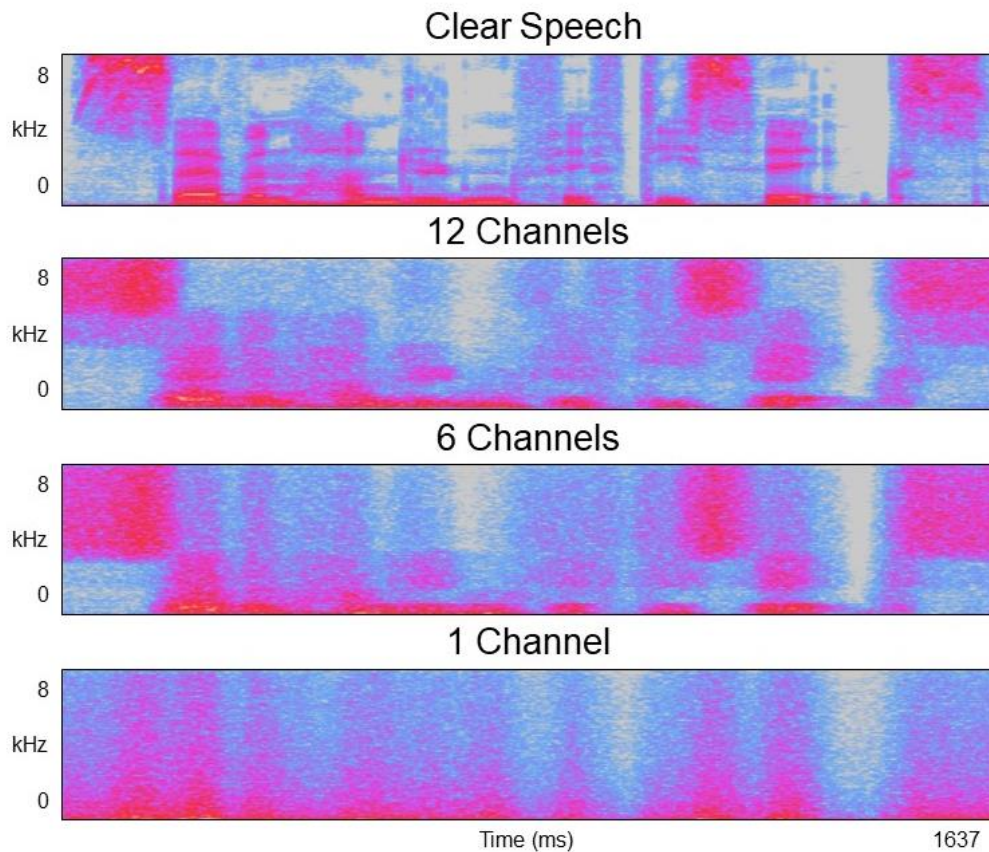 Clear Speech
8
kHz
0
12 Channels
8
kHz
0
6 Channels
8
kHz
0
1 Channel
8
kHz
0
Time (ms) 1637